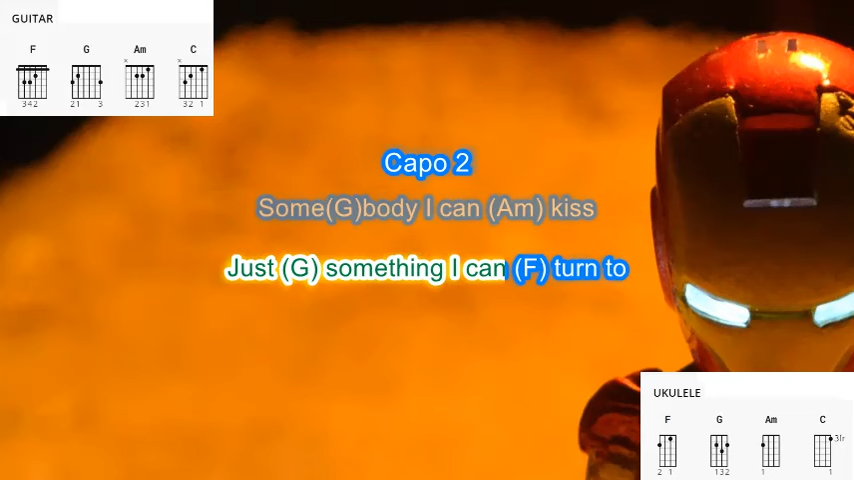 GUITAR
F G Am C
× ×
342 21 3 231 32 1
Capo 2
Some(G)body I can (Am) kiss
Just (G) something I can (F) turn to
UKULELE
F G Am C
3fr
2 1 132 1 1